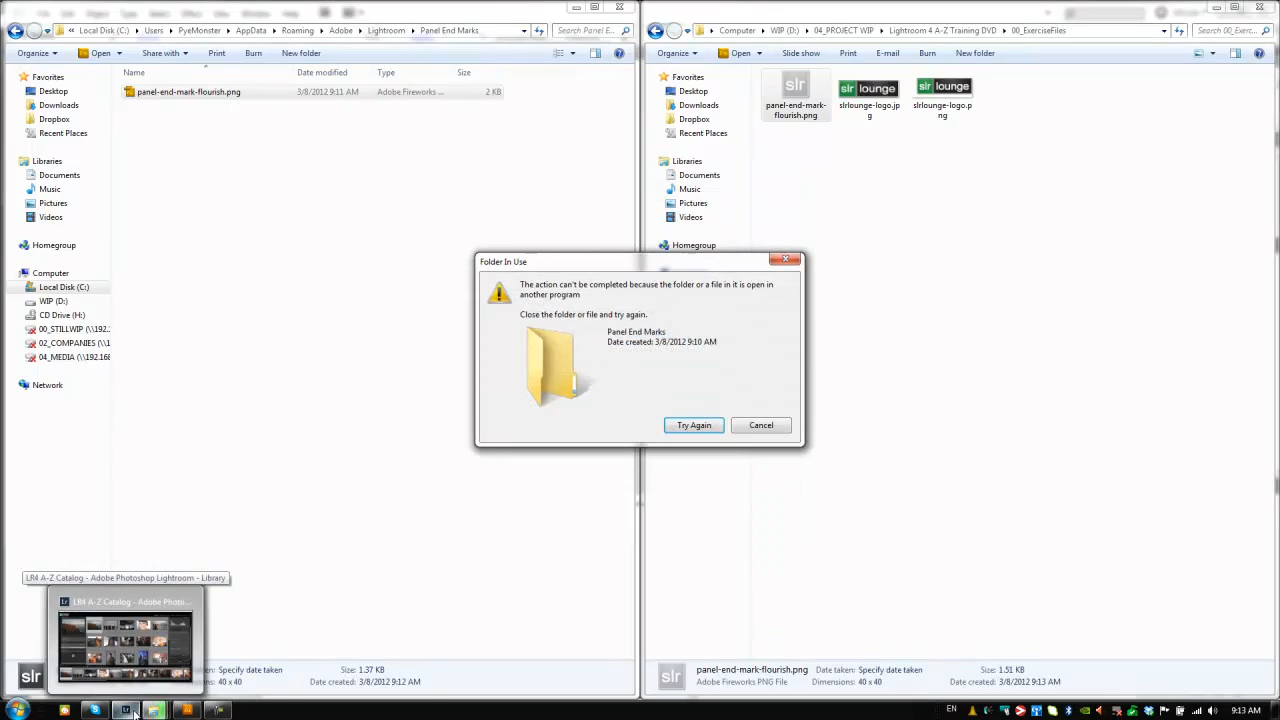 « Local Disk (C:) Users PyeMonster AppData Roaming Adobe Lightroom Panel End Marks Search Panel E...
Organize Open Share with Print Burn New folder
Favorites
Desktop
Downloads
Dropbox
Recent Places
Libraries
Documents
Music
Pictures
Videos
Homegroup
Computer
Local Disk (C:)
WIP (D:)
CD Drive (H:)
00_STILLWIP (\\192.
02_COMPANIES (\\1
04_MEDIA (\\192.168
Network
Name Date modified Type Size
panel-end-mark-flourish.png 3/8/2012 9:11 AM Adobe Fireworks ... 2 KB
slr
Specify date taken Size: 1.37 KB
40 x 40 Date created: 3/8/2012 9:12 AM
Computer WIP (D:) 04_PROJECT WIP Lightroom 4 A-Z Training DVD 00_ExerciseFiles Search 00_Exercise...
Organize Open Slide show Print E-mail Burn New folder
Favorites
Desktop
Downloads
Dropbox
Recent Places
Libraries
Documents
Music
Pictures
Videos
Homegroup
slr
panel-end-mark-
flourish.png
slr lounge
slrlounge-logo.jp
g
slr lounge
slrlounge-logo.p
ng
slr
panel-end-mark-flourish.png Date taken: Specify date taken Size: 1.51 KB
Adobe Fireworks PNG File Dimensions: 40 x 40 Date created: 3/8/2012 9:13 AM
Folder In Use
The action can't be completed because the folder or a file in it is open in
another program
Close the folder or file and try again.
Panel End Marks
Date created: 3/8/2012 9:10 AM
Try Again Cancel
LR4 A-Z Catalog - Adobe Photoshop Lightroom - Library
Lr LR4 A-Z Catalog - Adobe Photo...
Lr
EN 9:13 AM